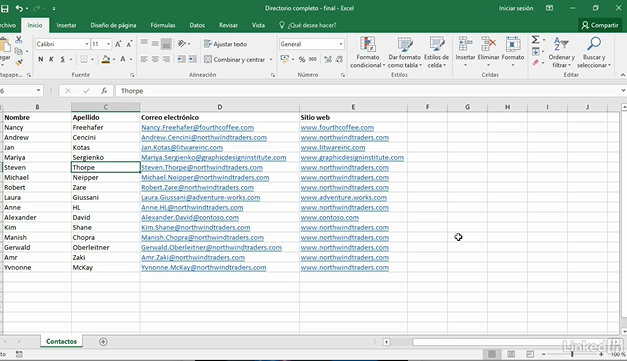 Directorio completo - final - Excel
Iniciar sesión
Archivo Inicio Diseño de página Fórmulas Datos Revisar Vista ¿Qué desea hacer? Compartir
Calibri 11 Ajustar texto General
Combinar y centrar % 000
Formato condicional Dar formato como tabla Estilos de celda Insertar Eliminar Formato Ordenar y filtrar Buscar y seleccionar
Fuente Alineación Número Estilos Celdas
6 fx Thorpe
B C D E F G H I J
Nombre Apellido Correo electrónico Sitio web
Nancy Freehafer Nancy.Freehafer@fourthcoffee.com www.fourthcoffee.com
Andrew Cencini Andrew.Cencini@northwindtraders.com www.northwindtraders.com
Jan Kotas Jan.Kotas@litwareinc.com www.litwareinc.com
Mariya Sergienko Mariya.Sergienko@graphicdesigninstitute.com www.graphicdesigninstitute.com
Steven Thorpe Steven.Thorpe@northwindtraders.com www.northwindtraders.com
Michael Neipper Michael.Neipper@northwindtraders.com www.northwindtraders.com
Robert Zare Robert.Zare@northwindtraders.com www.northwindtraders.com
Laura Giussani Laura.Giussani@adventure-works.com www.adventure.works.com
Anne HL Anne.HL@northwindtraders.com www.northwindtraders.com
Alexander David Alexander.David@contoso.com www.contoso.com
Kim Shane Kim.Shane@northwindtraders.com www.northwindtraders.com
Manish Chopra Manish.Chopra@northwindtraders.com www.northwindtraders.com
Gerwald Oberleitner Gerwald.Oberleitner@northwindtraders.com www.northwindtraders.com
Amr Zaki Amr.Zaki@northwindtraders.com www.northwindtraders.com
Yvnonne McKay Yvnonne.McKay@northwindtraders.com www.northwindtraders.com
Contactos
100 %
LinkedIn